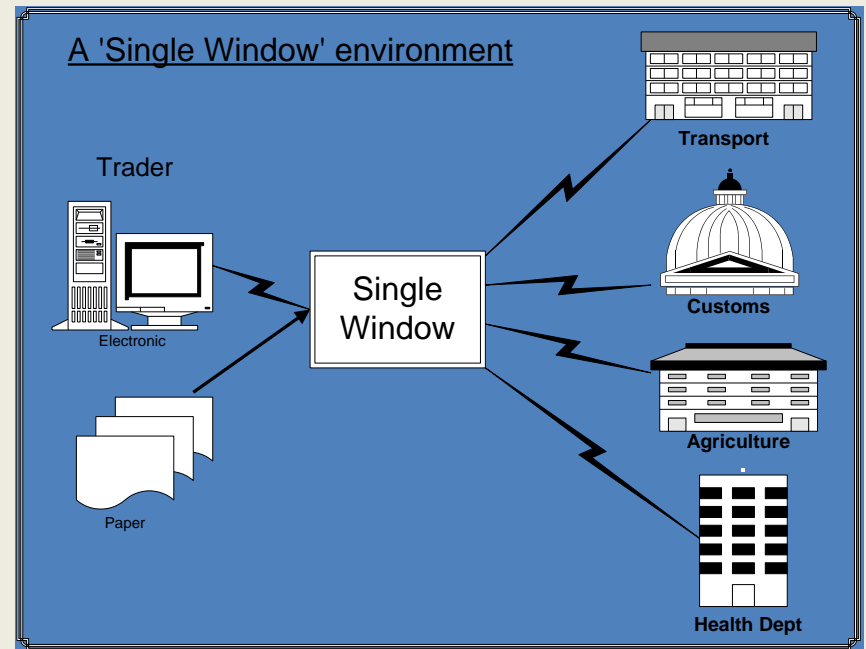 A 'Single Window' environment
Trader
Electronic
Paper
Single
Window
Transport
Customs
Agriculture
Health Dept